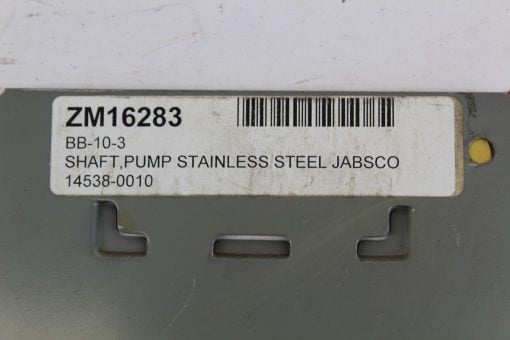 ZM16283
BB-10-3
SHAFT,PUMP STAINLESS STEEL JABSCO
14538-0010